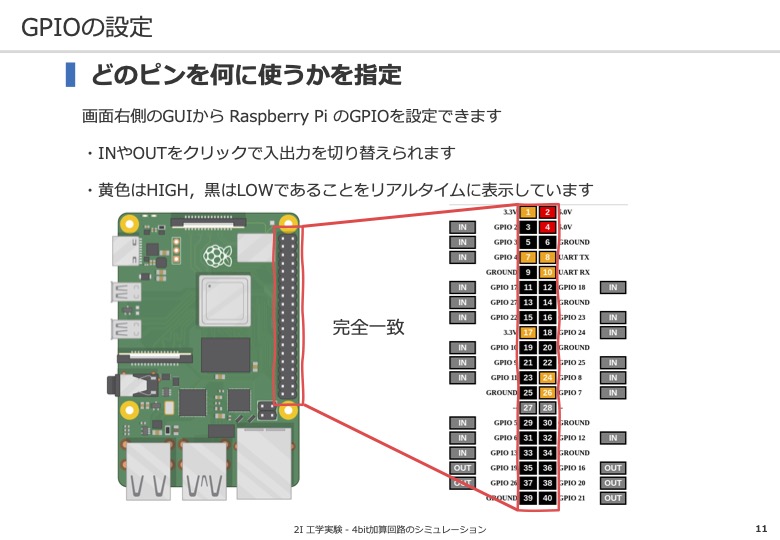 GPIOの設定
どのピンを何に使うかを指定
画面右側のGUIから Raspberry Pi のGPIOを設定できます
・INやOUTをクリックで入出力を切り替えられます
・黄色はHIGH，黒はLOWであることをリアルタイムに表示しています
完全一致
3.3V 1 2 5.0V
IN GPIO 2 3 4 5.0V
IN GPIO 3 5 6 GROUND
IN GPIO 4 7 8 UART TX
GROUND 9 10 UART RX
IN GPIO 17 11 12 GPIO 18 IN
IN GPIO 27 13 14 GROUND
IN GPIO 22 15 16 GPIO 23 IN
3.3V 17 18 GPIO 24 IN
IN GPIO 10 19 20 GROUND
IN GPIO 9 21 22 GPIO 25 IN
IN GPIO 11 23 24 GPIO 8 IN
GROUND 25 26 GPIO 7 IN
27 28
IN GPIO 5 29 30 GROUND
IN GPIO 6 31 32 GPIO 12 IN
IN GPIO 13 33 34 GROUND
OUT GPIO 19 35 36 GPIO 16 OUT
OUT GPIO 26 37 38 GPIO 20 OUT
GROUND 39 40 GPIO 21 OUT
2I 工学実験 - 4bit加算回路のシミュレーション
11